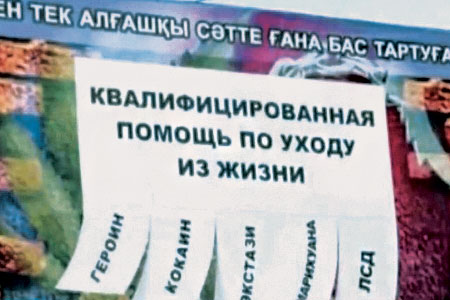 ЕН ТЕК АЛҒАШҚЫ СӘТТЕ ҒАНА БАС ТАРТУҒА
КВАЛИФИЦИРОВАННАЯ
ПОМОЩЬ ПО УХОДУ
ИЗ ЖИЗНИ
ГЕРОИН
КОКАИН
ЭКСТАЗИ
МАРИХУАНА
ЛСД